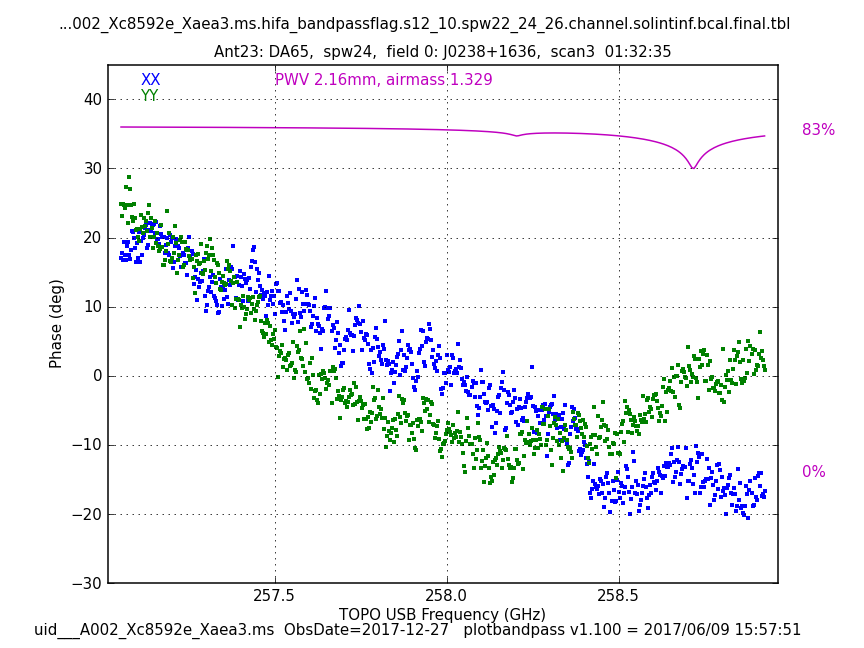 ...002_Xc8592e_Xaea3.ms.hifa_bandpassflag.s12_10.spw22_24_26.channel.solintinf.bcal.final.tbl
Ant23: DA65,  spw24,  field 0: J0238+1636,  scan3  01:32:35
XX
PWV 2.16mm, airmass 1.329
YY
40
83%
30
20
10
Phase (deg)
0
−10
0%
−20
−30
257.5
258.0
258.5
TOPO USB Frequency (GHz)
uid___A002_Xc8592e_Xaea3.ms  ObsDate=2017-12-27   plotbandpass v1.100 = 2017/06/09 15:57:51